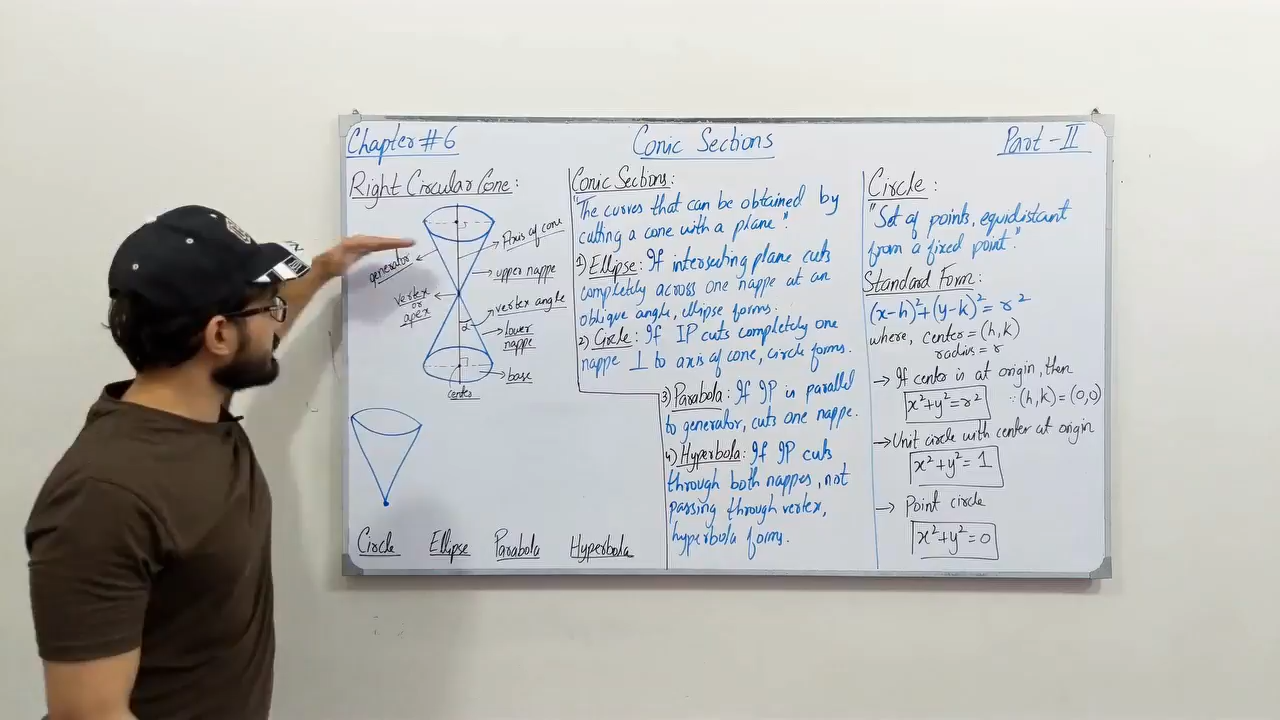 Chapter #6
Conic Sections
Part - II
Right Circular Cone:
r
Axis of cone
generator
upper nappe
vertex
or
apex
vertex angle
α
lower
nappe
base
center
Circle
Ellipse
Parabola
Hyperbola
Conic Sections:
"The curves that can be obtained by
cutting a cone with a plane".
1) Ellipse: If intersecting plane cuts
completely across one nappe at an
oblique angle, ellipse forms.
2) Circle: If IP cuts completely one
nappe ⊥ to axis of cone, circle forms.
3) Parabola: If IP is parallel
to generator, cuts one nappe.
4) Hyperbola: If IP cuts
through both nappes, not
passing through vertex,
hyperbola forms.
Circle:
"Set of points, equidistant
from a fixed point."
Standard Form:
(x-h)²+(y-k)² = r²
where, center = (h, k)
radius = r
→ If center is at origin, then
x²+y²=r² ∵ (h,k) = (0,0)
→ Unit circle with center at origin
x²+y²= 1
→ Point circle
x²+y²=0